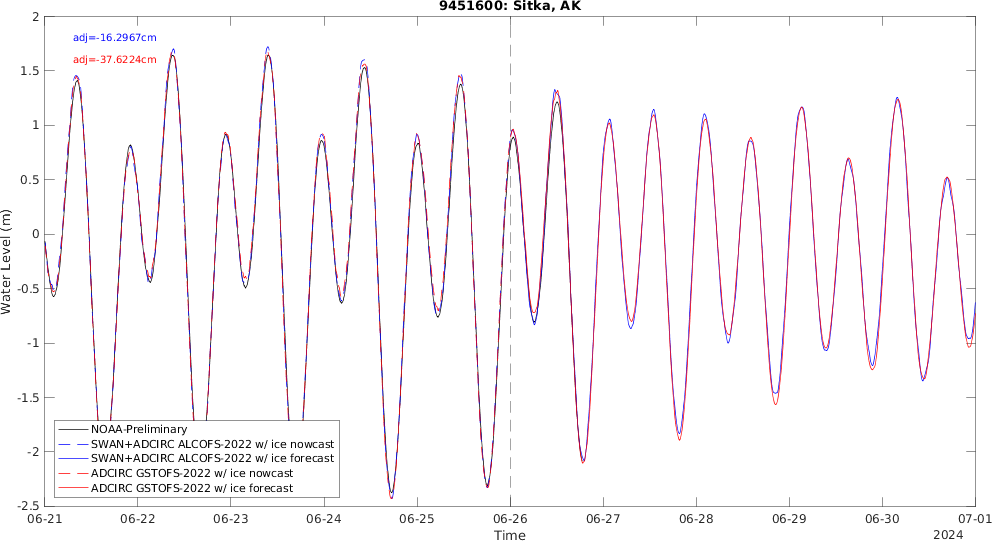 9451600: Sitka, AK
adj=-16.2967cm
adj=-37.6224cm
Water Level (m)
2
1.5
1
0.5
0
-0.5
-1
-1.5
-2
-2.5
NOAA-Preliminary
SWAN+ADCIRC ALCOFS-2022 w/ ice nowcast
SWAN+ADCIRC ALCOFS-2022 w/ ice forecast
ADCIRC GSTOFS-2022 w/ ice nowcast
ADCIRC GSTOFS-2022 w/ ice forecast
06-21 06-22 06-23 06-24 06-25 06-26 06-27 06-28 06-29 06-30 07-01
Time
2024